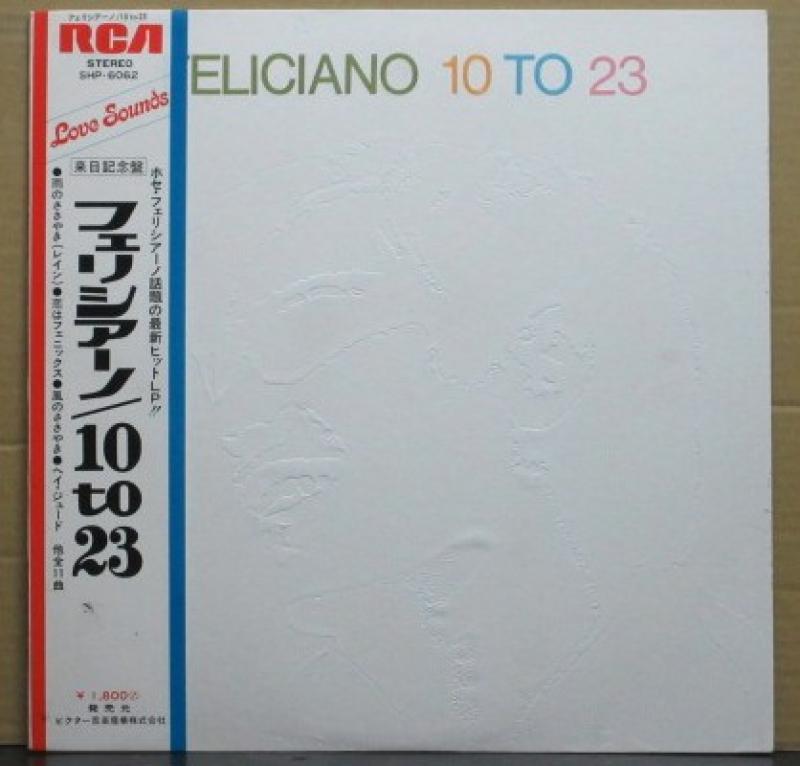 フェリシアーノ/10 to 23
RCA
STEREO
SHP-6062
Love Sounds
FELICIANO 10 TO 23
来日記念盤
ホセ・フェリシアーノ話題の最新ヒットLP!!
フェリシアーノ/10 to 23
●雨のささやき(レイン)●恋はフェニックス●風のささやき●ヘイ・ジュード 他全11曲
¥1,800
発売元
ビクター音楽産業株式会社